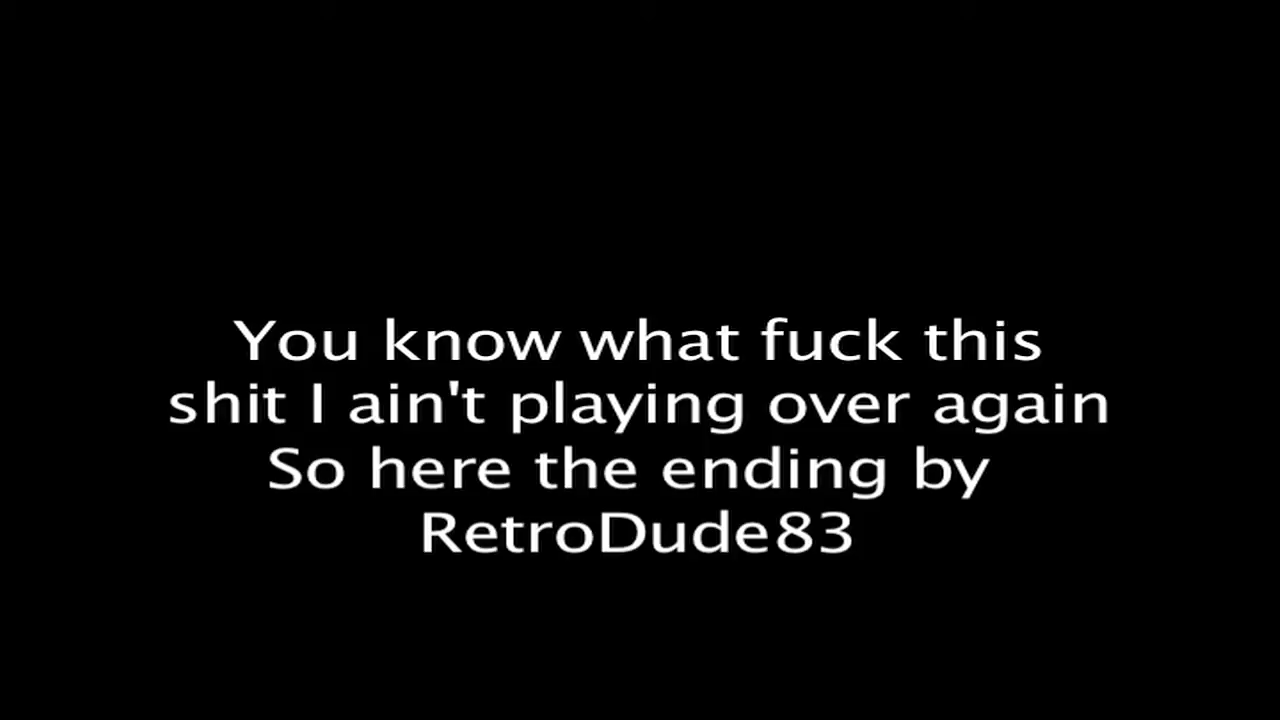 You know what fuck this
shit I ain't playing over again
So here the ending by
RetroDude83